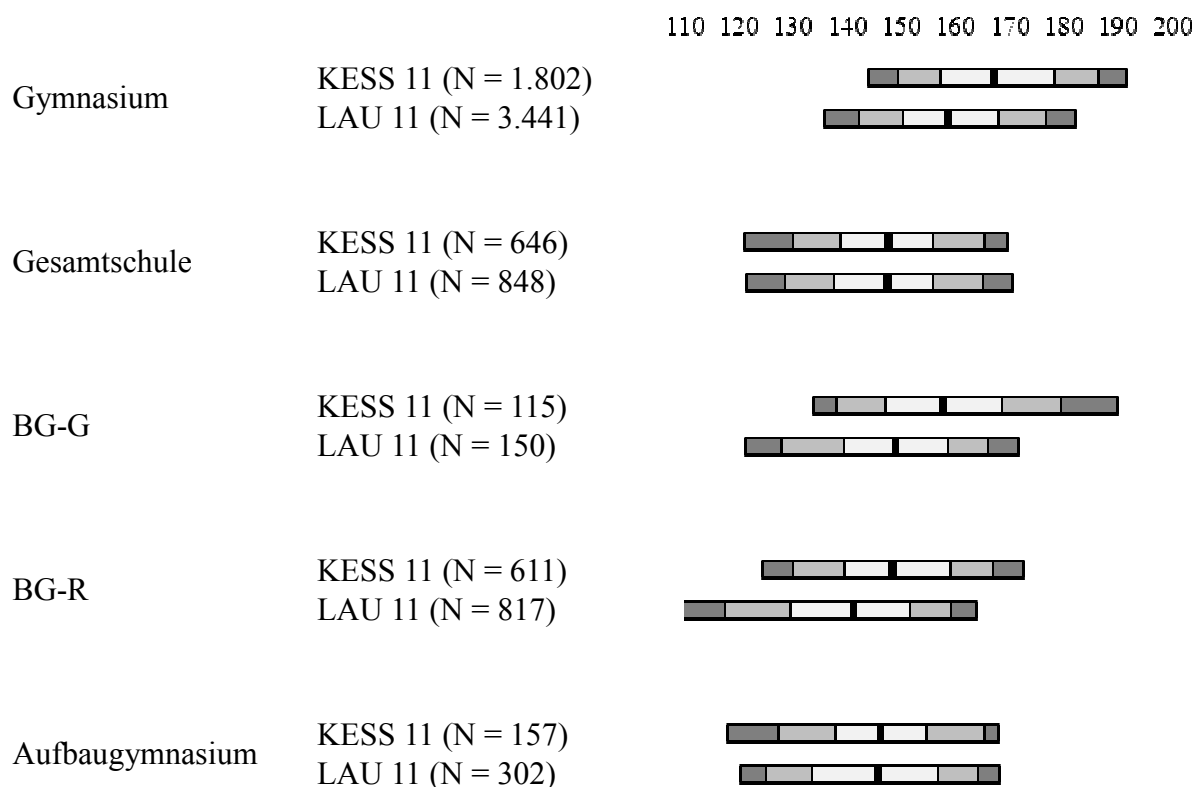 110 120 130 140 150 160 170 180 190 200
Gymnasium
KESS 11 (N = 1.802)
LAU 11 (N = 3.441)
Gesamtschule
KESS 11 (N = 646)
LAU 11 (N = 848)
BG-G
KESS 11 (N = 115)
LAU 11 (N = 150)
BG-R
KESS 11 (N = 611)
LAU 11 (N = 817)
Aufbaugymnasium
KESS 11 (N = 157)
LAU 11 (N = 302)